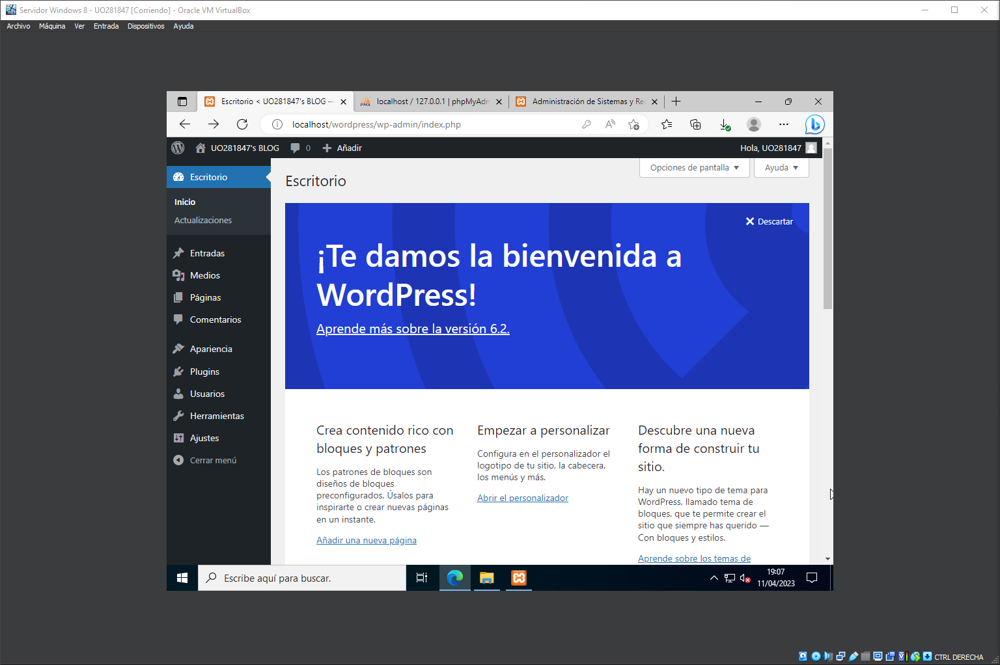 Servidor Windows 8 - UO281847 [Corriendo] - Oracle VM VirtualBox
Archivo Máquina Ver Entrada Dispositivos Ayuda
Escritorio < UO281847's BLOG —
PMA localhost / 127.0.0.1 | phpMyAdn
Administración de Sistemas y Re
localhost/wordpress/wp-admin/index.php
UO281847's BLOG 0 Añadir Hola, UO281847
Opciones de pantalla ▼ Ayuda ▼
Escritorio
Inicio
Actualizaciones
Entradas
Medios
Páginas
Comentarios
Apariencia
Plugins
Usuarios
Herramientas
Ajustes
Cerrar menú
Escritorio
Descartar
¡Te damos la bienvenida a
WordPress!
Aprende más sobre la versión 6.2.
Crea contenido rico con
bloques y patrones
Los patrones de bloques son
diseños de bloques
preconfigurados. Úsalos para
inspirarte o crear nuevas páginas
en un instante.
Añadir una nueva página
Empezar a personalizar
Configura en el personalizador el
logotipo de tu sitio, la cabecera,
los menús y más.
Abrir el personalizador
Descubre una nueva
forma de construir tu
sitio.
Hay un nuevo tipo de tema para
WordPress, llamado tema de
bloques, que te permite crear el
sitio que siempre has querido —
Con bloques y estilos.
Aprende sobre los temas de
Escribe aquí para buscar.
19:07
11/04/2023
CTRL DERECHA